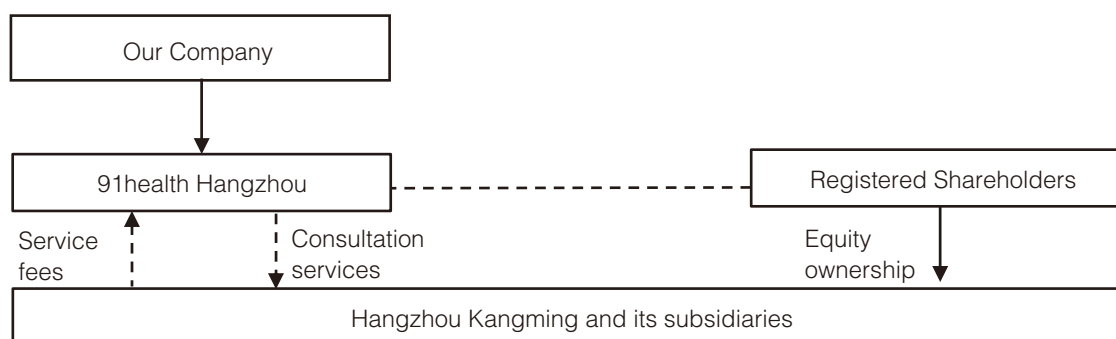 Our Company
91health Hangzhou
Registered Shareholders
Service
fees
Consultation
services
Equity
ownership
Hangzhou Kangming and its subsidiaries